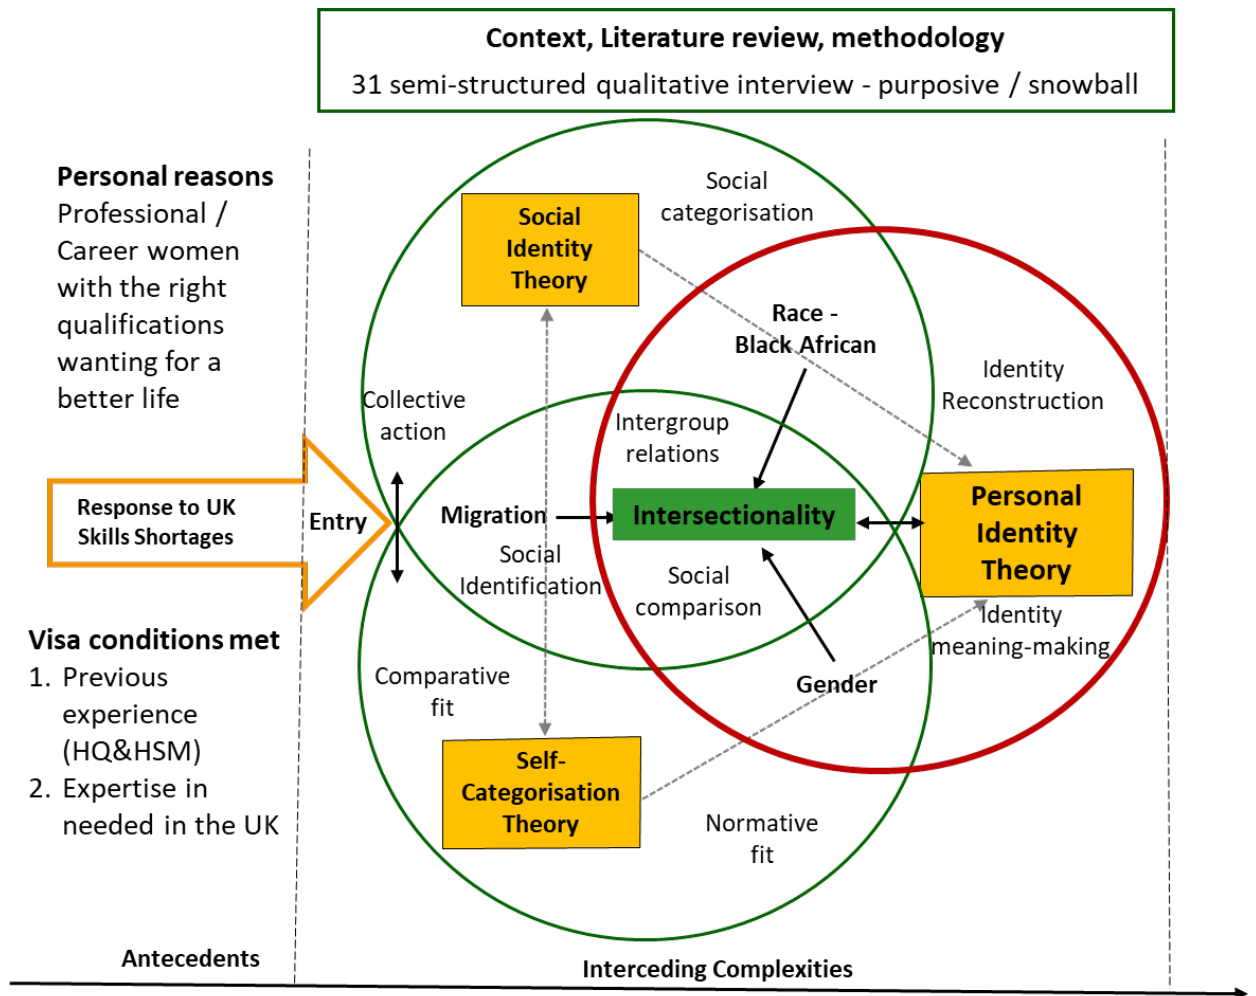 Context, Literature review, methodology
31 semi-structured qualitative interview - purposive / snowball
Personal reasons
Professional /
Career women
with the right
qualifications
wanting for a
better life
Response to UK
Skills Shortages
Entry
Visa conditions met
1. Previous
experience
(HQ&HSM)
2. Expertise in
needed in the UK
Social
Identity
Theory
Social
categorisation
Race -
Black African
Identity
Reconstruction
Collective
action
Intergroup
relations
Migration
Intersectionality
Personal
Identity
Theory
Social
Identification
Social
comparison
Identity
meaning-making
Comparative
fit
Gender
Self-
Categorisation
Theory
Normative
fit
Antecedents
Interceding Complexities